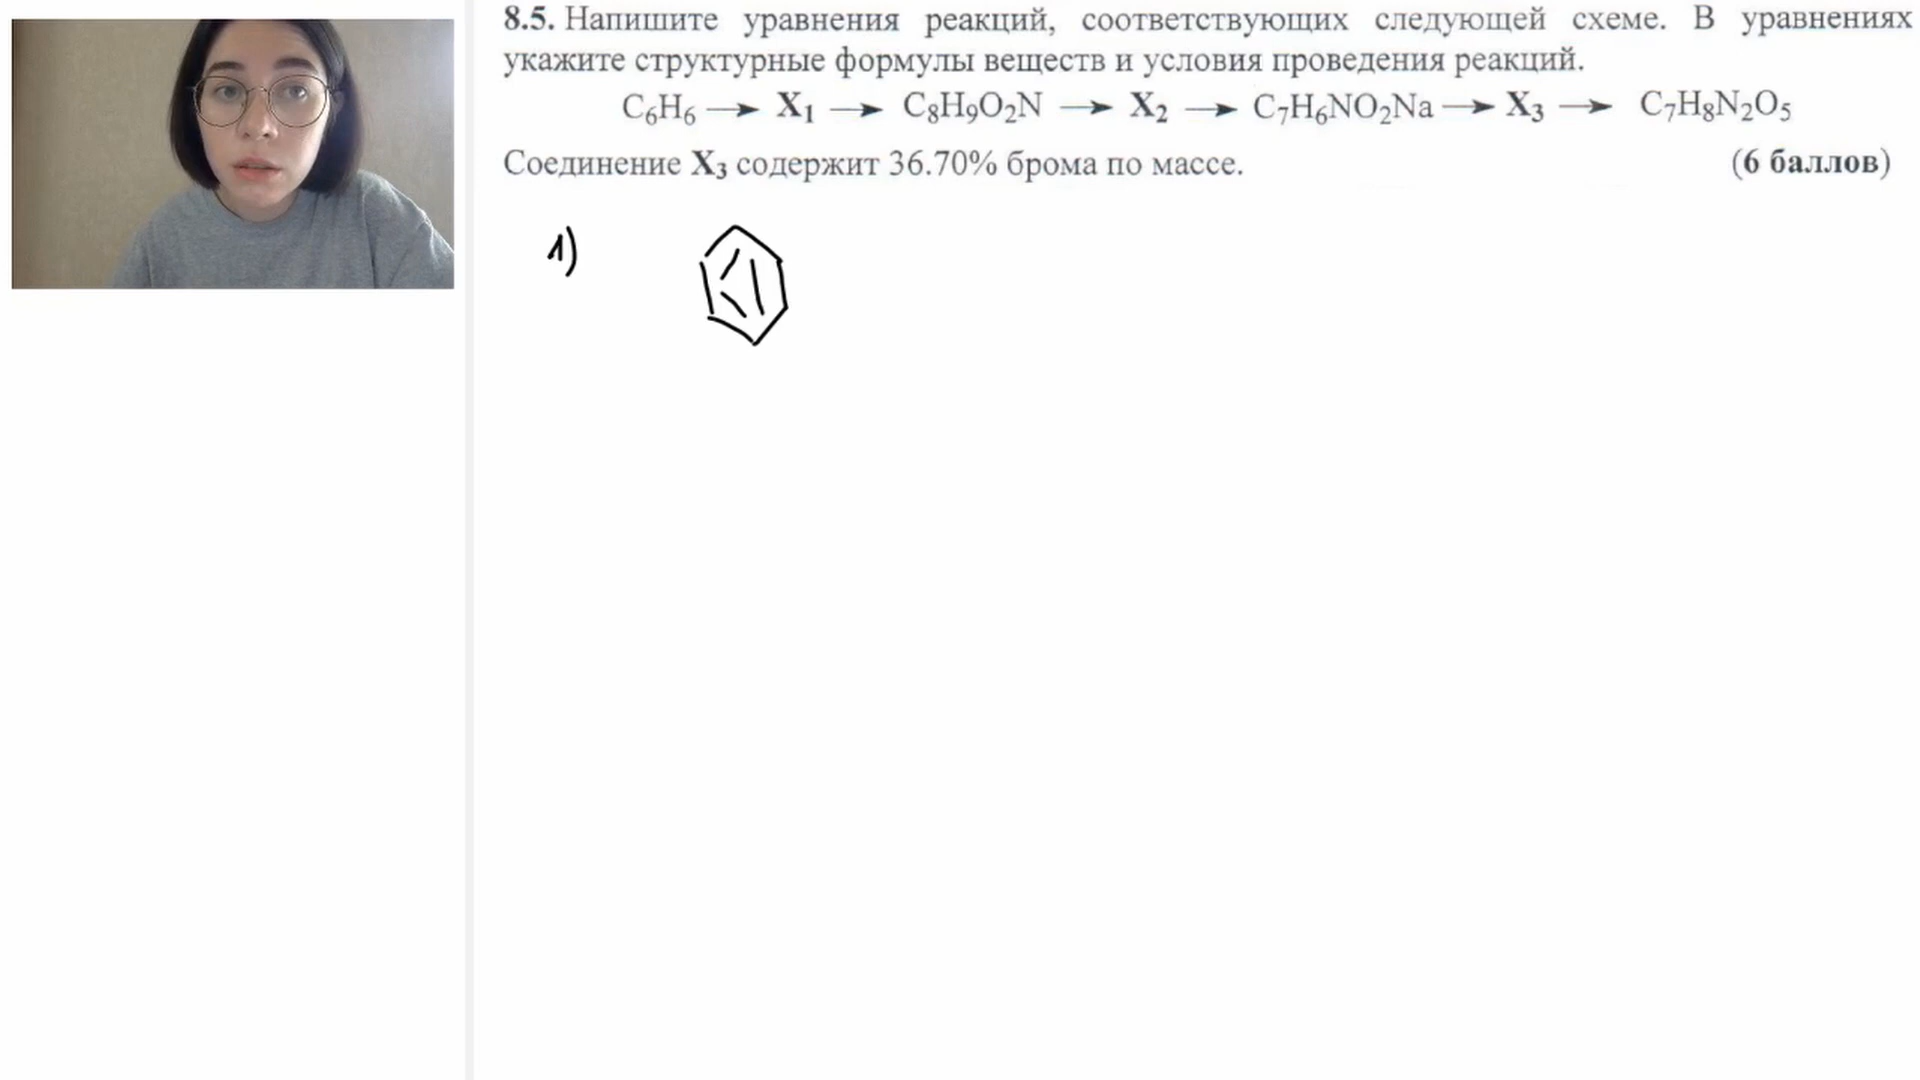 8.5. Напишите уравнения реакций, соответствующих следующей схеме. В уравнениях
укажите структурные формулы веществ и условия проведения реакций.
C₆H₆ → X₁ → C₈H₉O₂N → X₂ → C₇H₆NO₂Na → X₃ → C₇H₈N₂O₅
Соединение X₃ содержит 36.70% брома по массе. (6 баллов)
1)